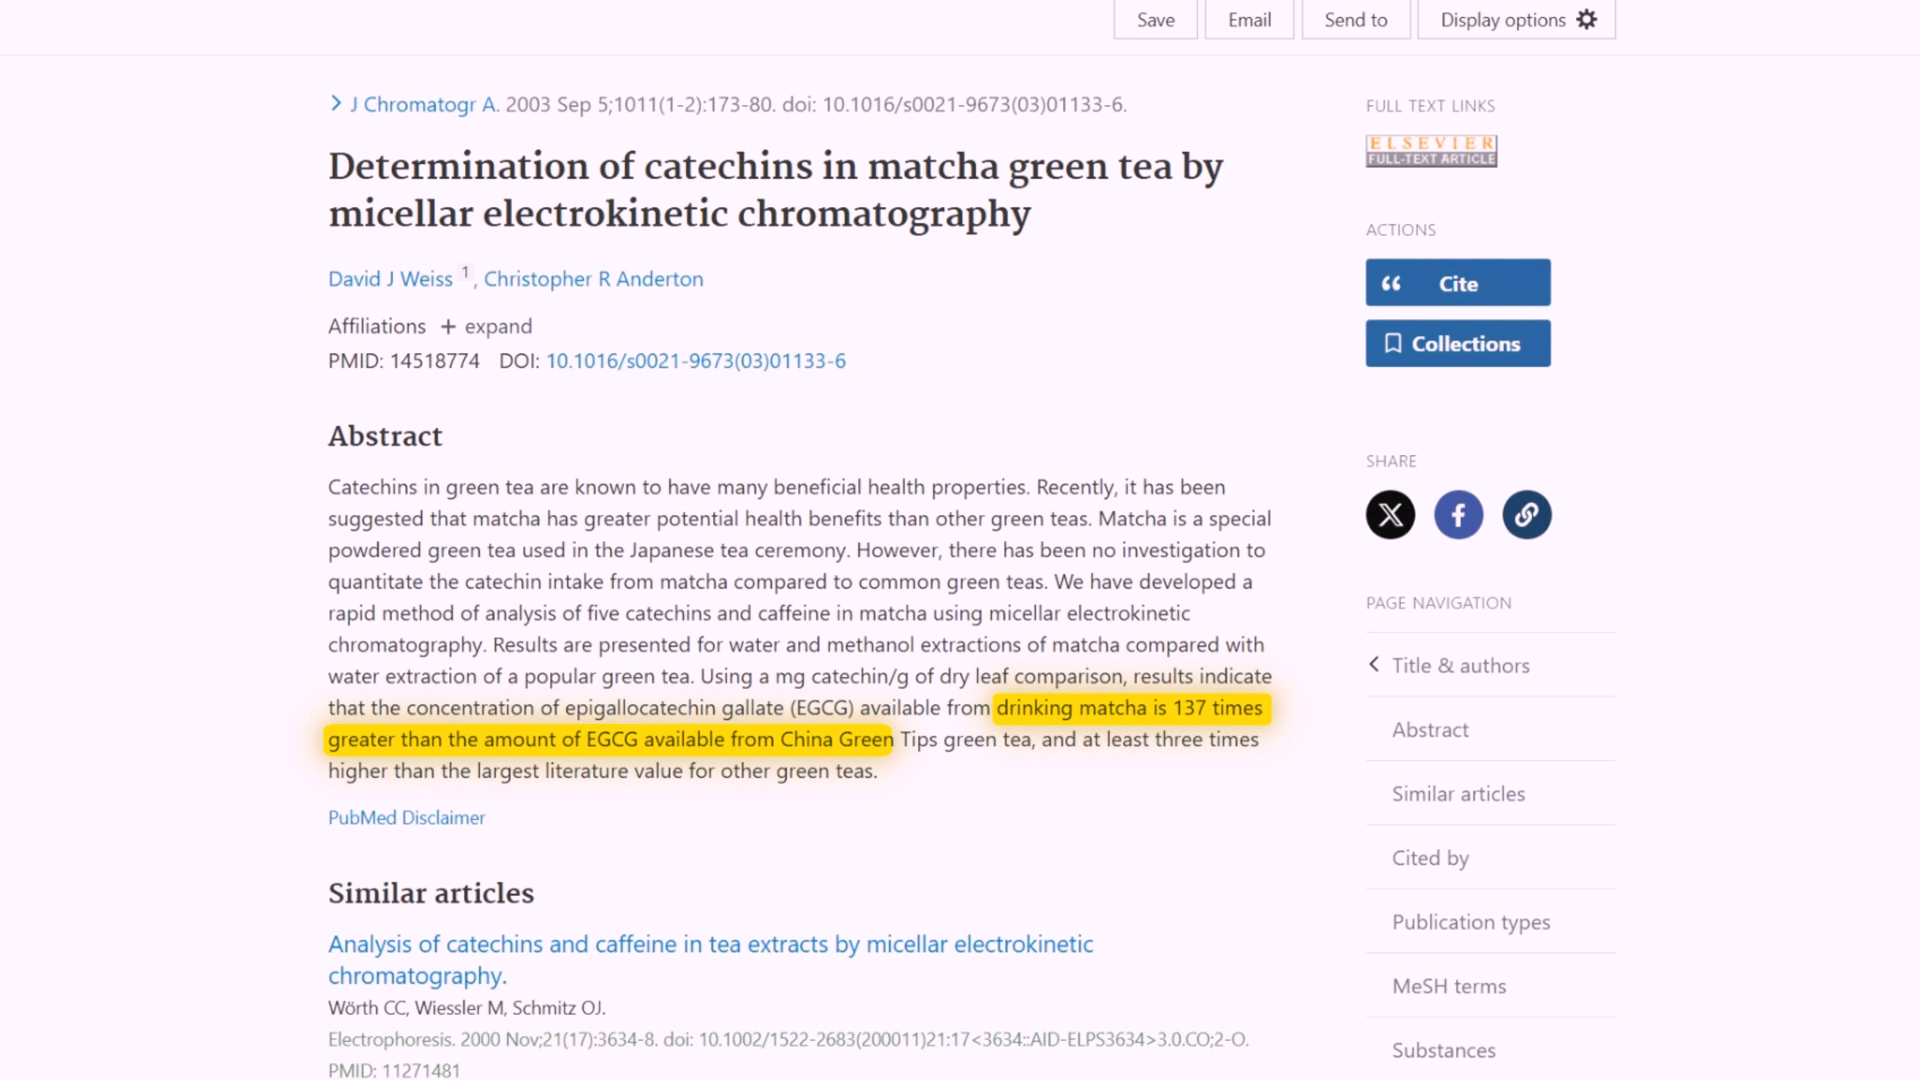 Save Email Send to Display options
J Chromatogr A. 2003 Sep 5;1011(1-2):173-80. doi: 10.1016/s0021-9673(03)01133-6.
Determination of catechins in matcha green tea by
micellar electrokinetic chromatography
David J Weiss 1, Christopher R Anderton
Affiliations + expand
PMID: 14518774 DOI: 10.1016/s0021-9673(03)01133-6
Abstract
Catechins in green tea are known to have many beneficial health properties. Recently, it has been
suggested that matcha has greater potential health benefits than other green teas. Matcha is a special
powdered green tea used in the Japanese tea ceremony. However, there has been no investigation to
quantitate the catechin intake from matcha compared to common green teas. We have developed a
rapid method of analysis of five catechins and caffeine in matcha using micellar electrokinetic
chromatography. Results are presented for water and methanol extractions of matcha compared with
water extraction of a popular green tea. Using a mg catechin/g of dry leaf comparison, results indicate
that the concentration of epigallocatechin gallate (EGCG) available from drinking matcha is 137 times
greater than the amount of EGCG available from China Green Tips green tea, and at least three times
higher than the largest literature value for other green teas.
PubMed Disclaimer
Similar articles
Analysis of catechins and caffeine in tea extracts by micellar electrokinetic
chromatography.
Wörth CC, Wiessler M, Schmitz OJ.
Electrophoresis. 2000 Nov;21(17):3634-8. doi: 10.1002/1522-2683(200011)21:17<3634::AID-ELPS3634>3.0.CO;2-O.
PMID: 11271481
FULL TEXT LINKS
ELSEVIER
FULL-TEXT ARTICLE
ACTIONS
Cite
Collections
SHARE
PAGE NAVIGATION
Title & authors
Abstract
Similar articles
Cited by
Publication types
MeSH terms
Substances